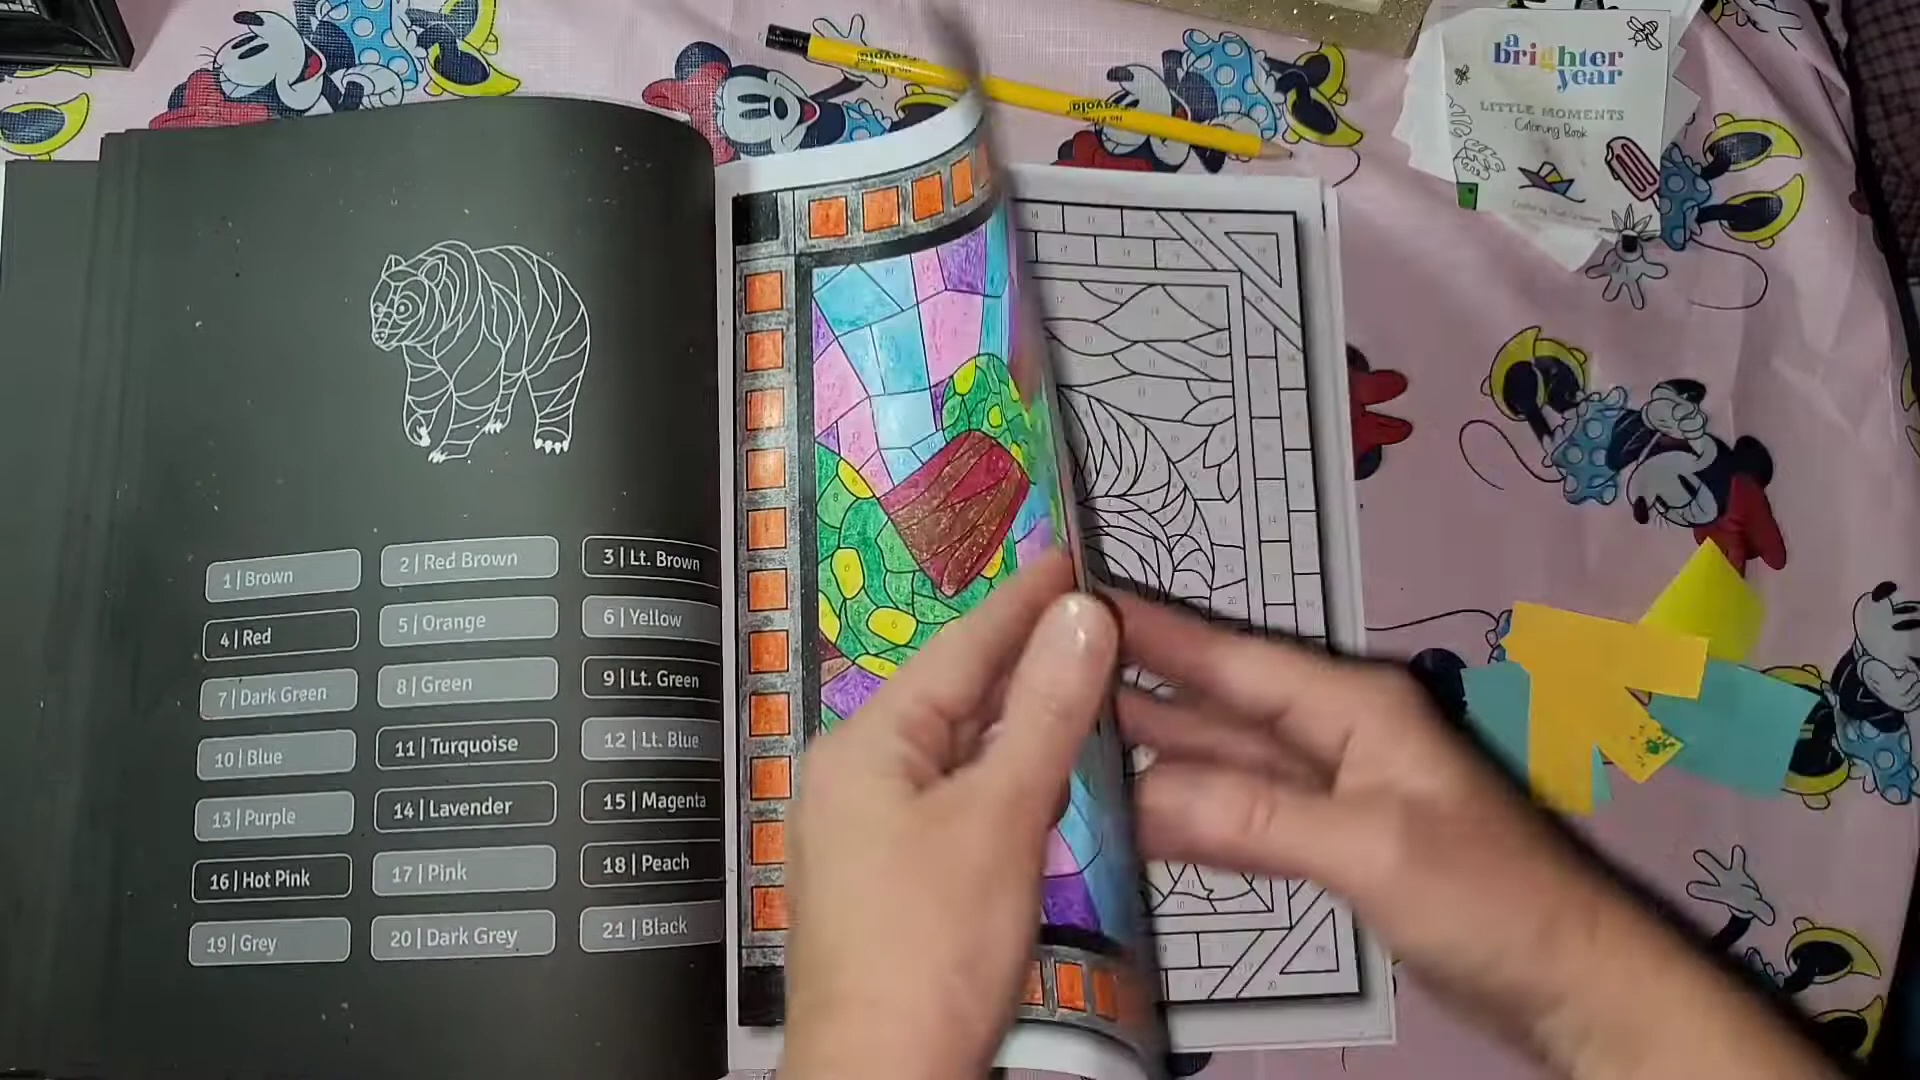 a
brighter
year
LITTLE MOMENTS
Coloring Book
Crayola
1 | Brown
2 | Red Brown
3 | Lt. Brown
4 | Red
5 | Orange
6 | Yellow
7 | Dark Green
8 | Green
9 | Lt. Green
10 | Blue
11 | Turquoise
12 | Lt. Blue
13 | Purple
14 | Lavender
15 | Magenta
16 | Hot Pink
17 | Pink
18 | Peach
19 | Grey
20 | Dark Grey
21 | Black